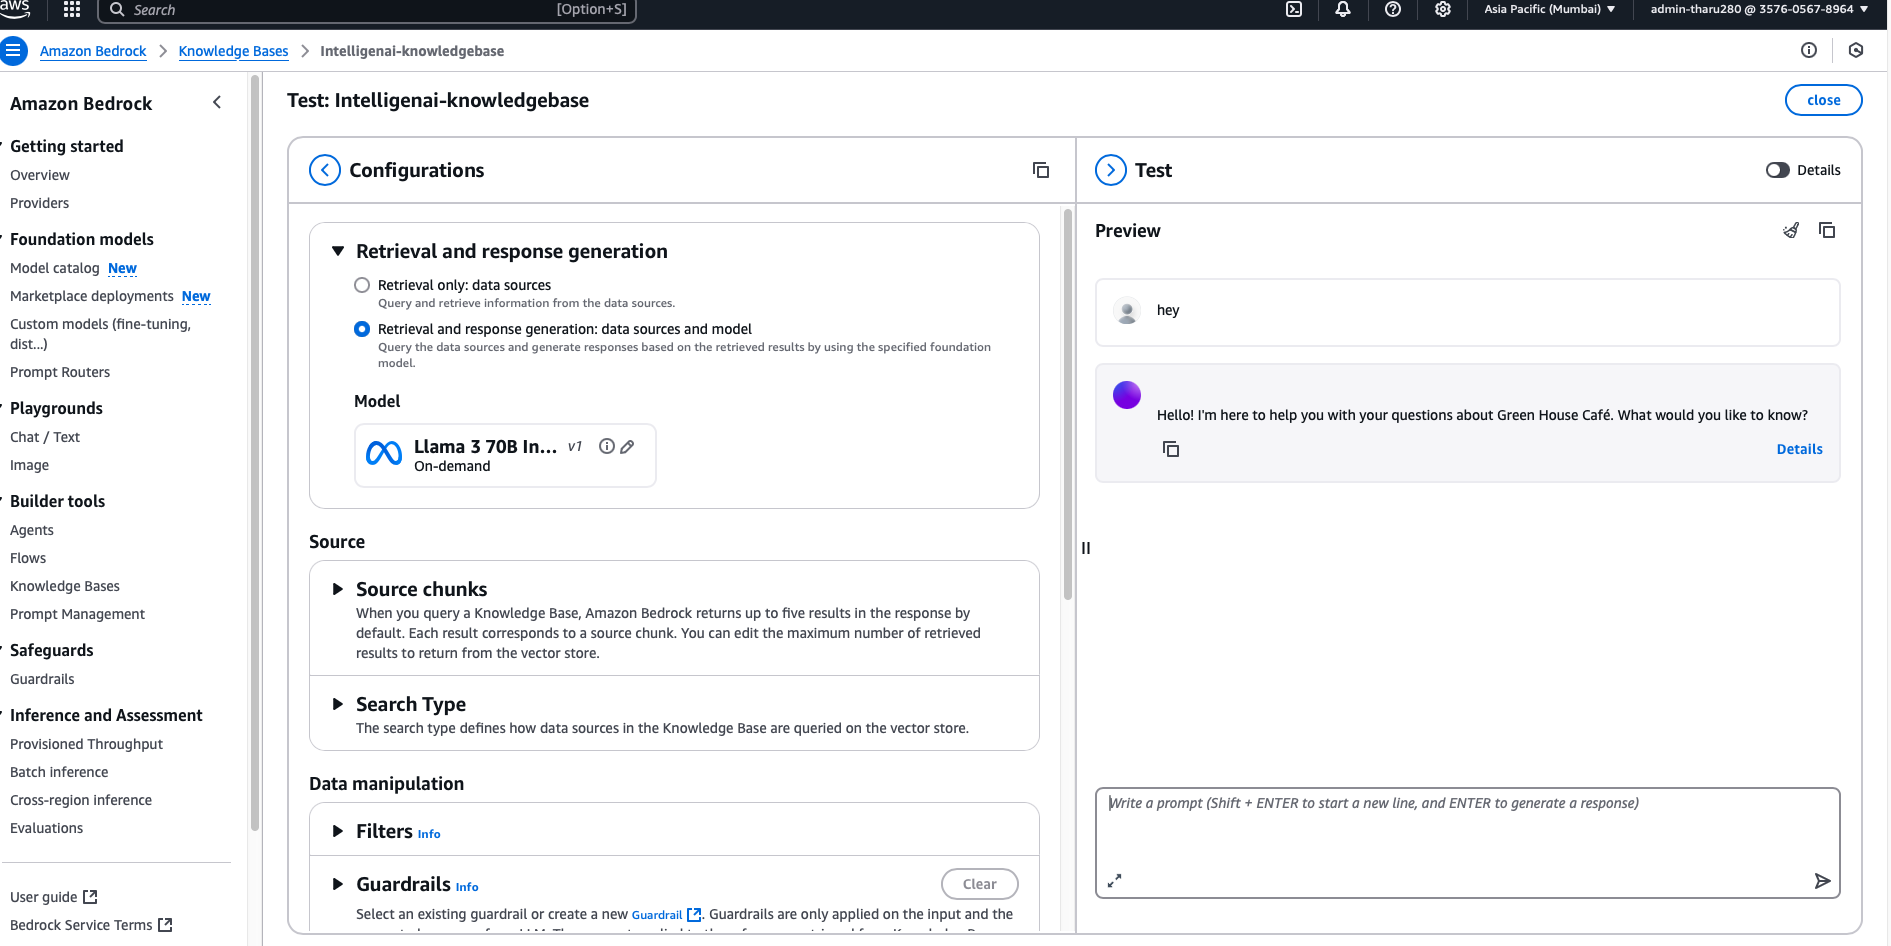 aws
Search
[Option+S]
Asia Pacific (Mumbai)
admin-tharu280 @ 3576-0567-8964
Amazon Bedrock
Knowledge Bases
Intelligenai-knowledgebase
Amazon Bedrock
Getting started
Overview
Providers
Foundation models
Model catalog New
Marketplace deployments New
Custom models (fine-tuning,
dist...)
Prompt Routers
Playgrounds
Chat / Text
Image
Builder tools
Agents
Flows
Knowledge Bases
Prompt Management
Safeguards
Guardrails
Inference and Assessment
Provisioned Throughput
Batch inference
Cross-region inference
Evaluations
User guide
Bedrock Service Terms
Test: Intelligenai-knowledgebase
close
Configurations
Retrieval and response generation
Retrieval only: data sources
Query and retrieve information from the data sources.
Retrieval and response generation: data sources and model
Query the data sources and generate responses based on the retrieved results by using the specified foundation
model.
Model
Llama 3 70B In... v1
On-demand
Source
Source chunks
When you query a Knowledge Base, Amazon Bedrock returns up to five results in the response by
default. Each result corresponds to a source chunk. You can edit the maximum number of retrieved
results to return from the vector store.
Search Type
The search type defines how data sources in the Knowledge Base are queried on the vector store.
Data manipulation
Filters Info
Guardrails Info
Clear
Select an existing guardrail or create a new Guardrail. Guardrails are only applied on the input and the
Test
Details
Preview
hey
Hello! I'm here to help you with your questions about Green House Café. What would you like to know?
Details
Write a prompt (Shift + ENTER to start a new line, and ENTER to generate a response)